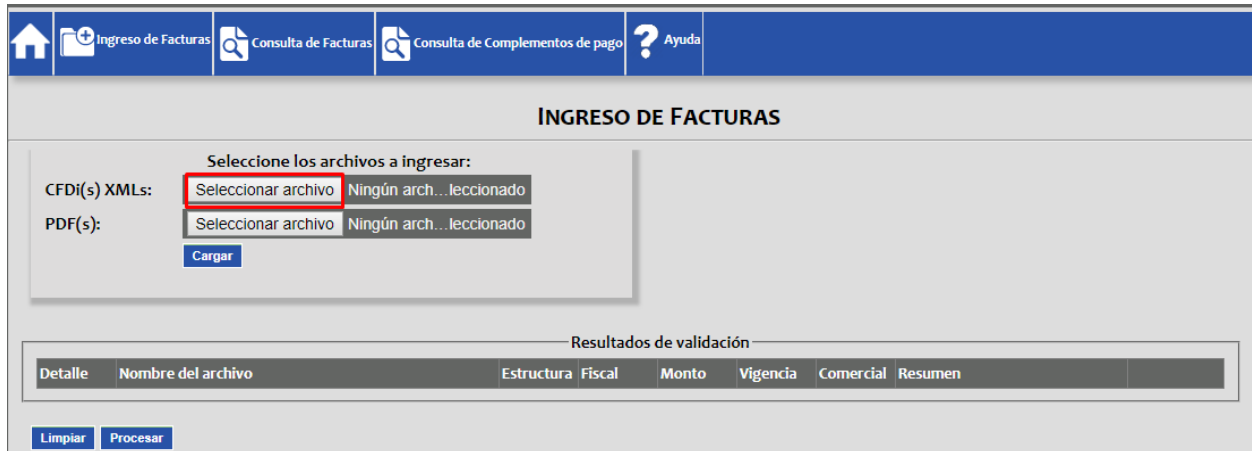 Ingreso de Facturas Consulta de Facturas Consulta de Complementos de pago Ayuda
INGRESO DE FACTURAS
Seleccione los archivos a ingresar:
CFDi(s) XMLs: Seleccionar archivo Ningún arch...leccionado
PDF(s): Seleccionar archivo Ningún arch...leccionado
Cargar
Resultados de validación
Detalle Nombre del archivo Estructura Fiscal Monto Vigencia Comercial Resumen
Limpiar Procesar